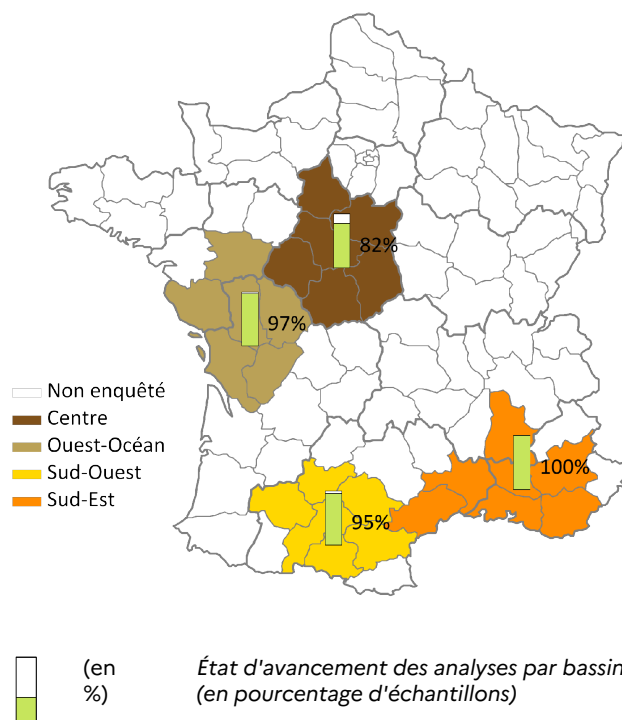 82%
97%
Non enquêté
Centre
Ouest-Océan
Sud-Ouest
Sud-Est
100%
95%
(en
%)
État d'avancement des analyses par bassin
(en pourcentage d'échantillons)